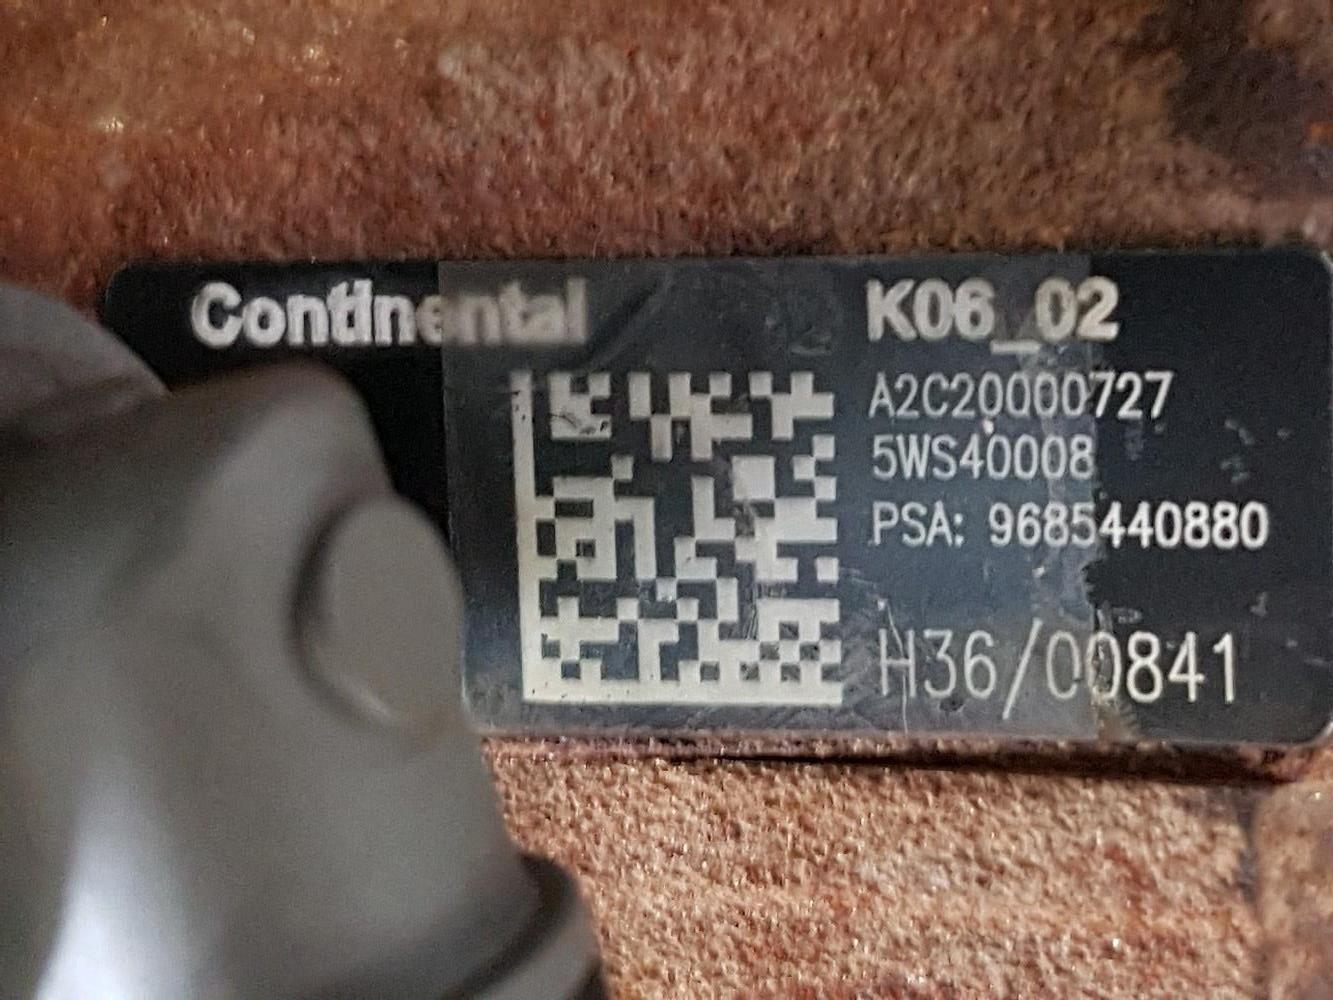 Continental
K06_02
A2C20000727
5WS40008
PSA: 9685440880
H36/00841